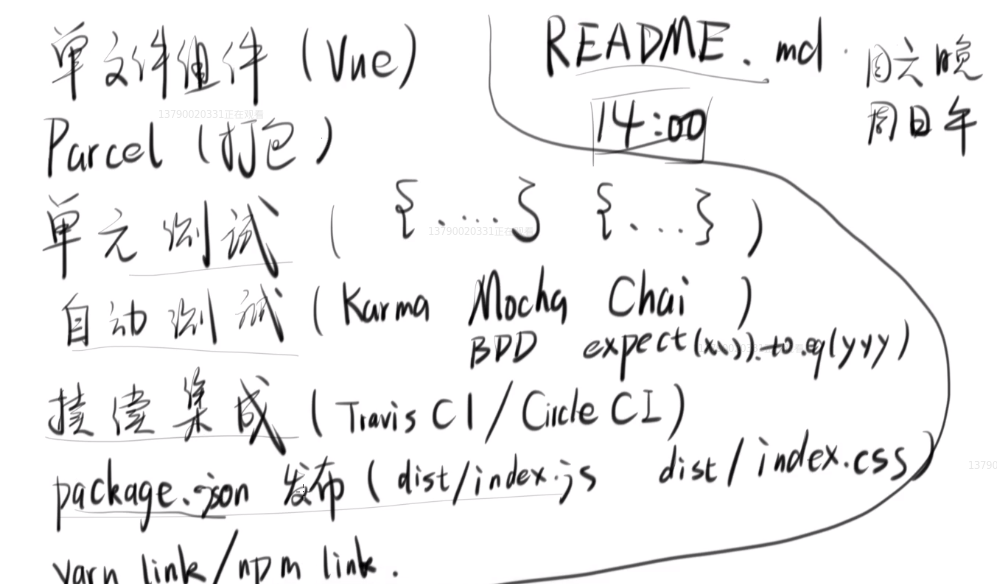 单文件组件 (Vue)
README.md
周六晚
周日午
14:00
13790020331正在观看
Parcel (打包)
单元测试 ( {....} {...} )
13790020331正在观看
自动测试 (Karma Mocha Chai )
BDD expect(xxx).to.eq(yyy)
持续集成 (Travis CI / Circle CI)
package.json 发布 (dist/index.js dist/index.css)
1379
yarn link/npm link.